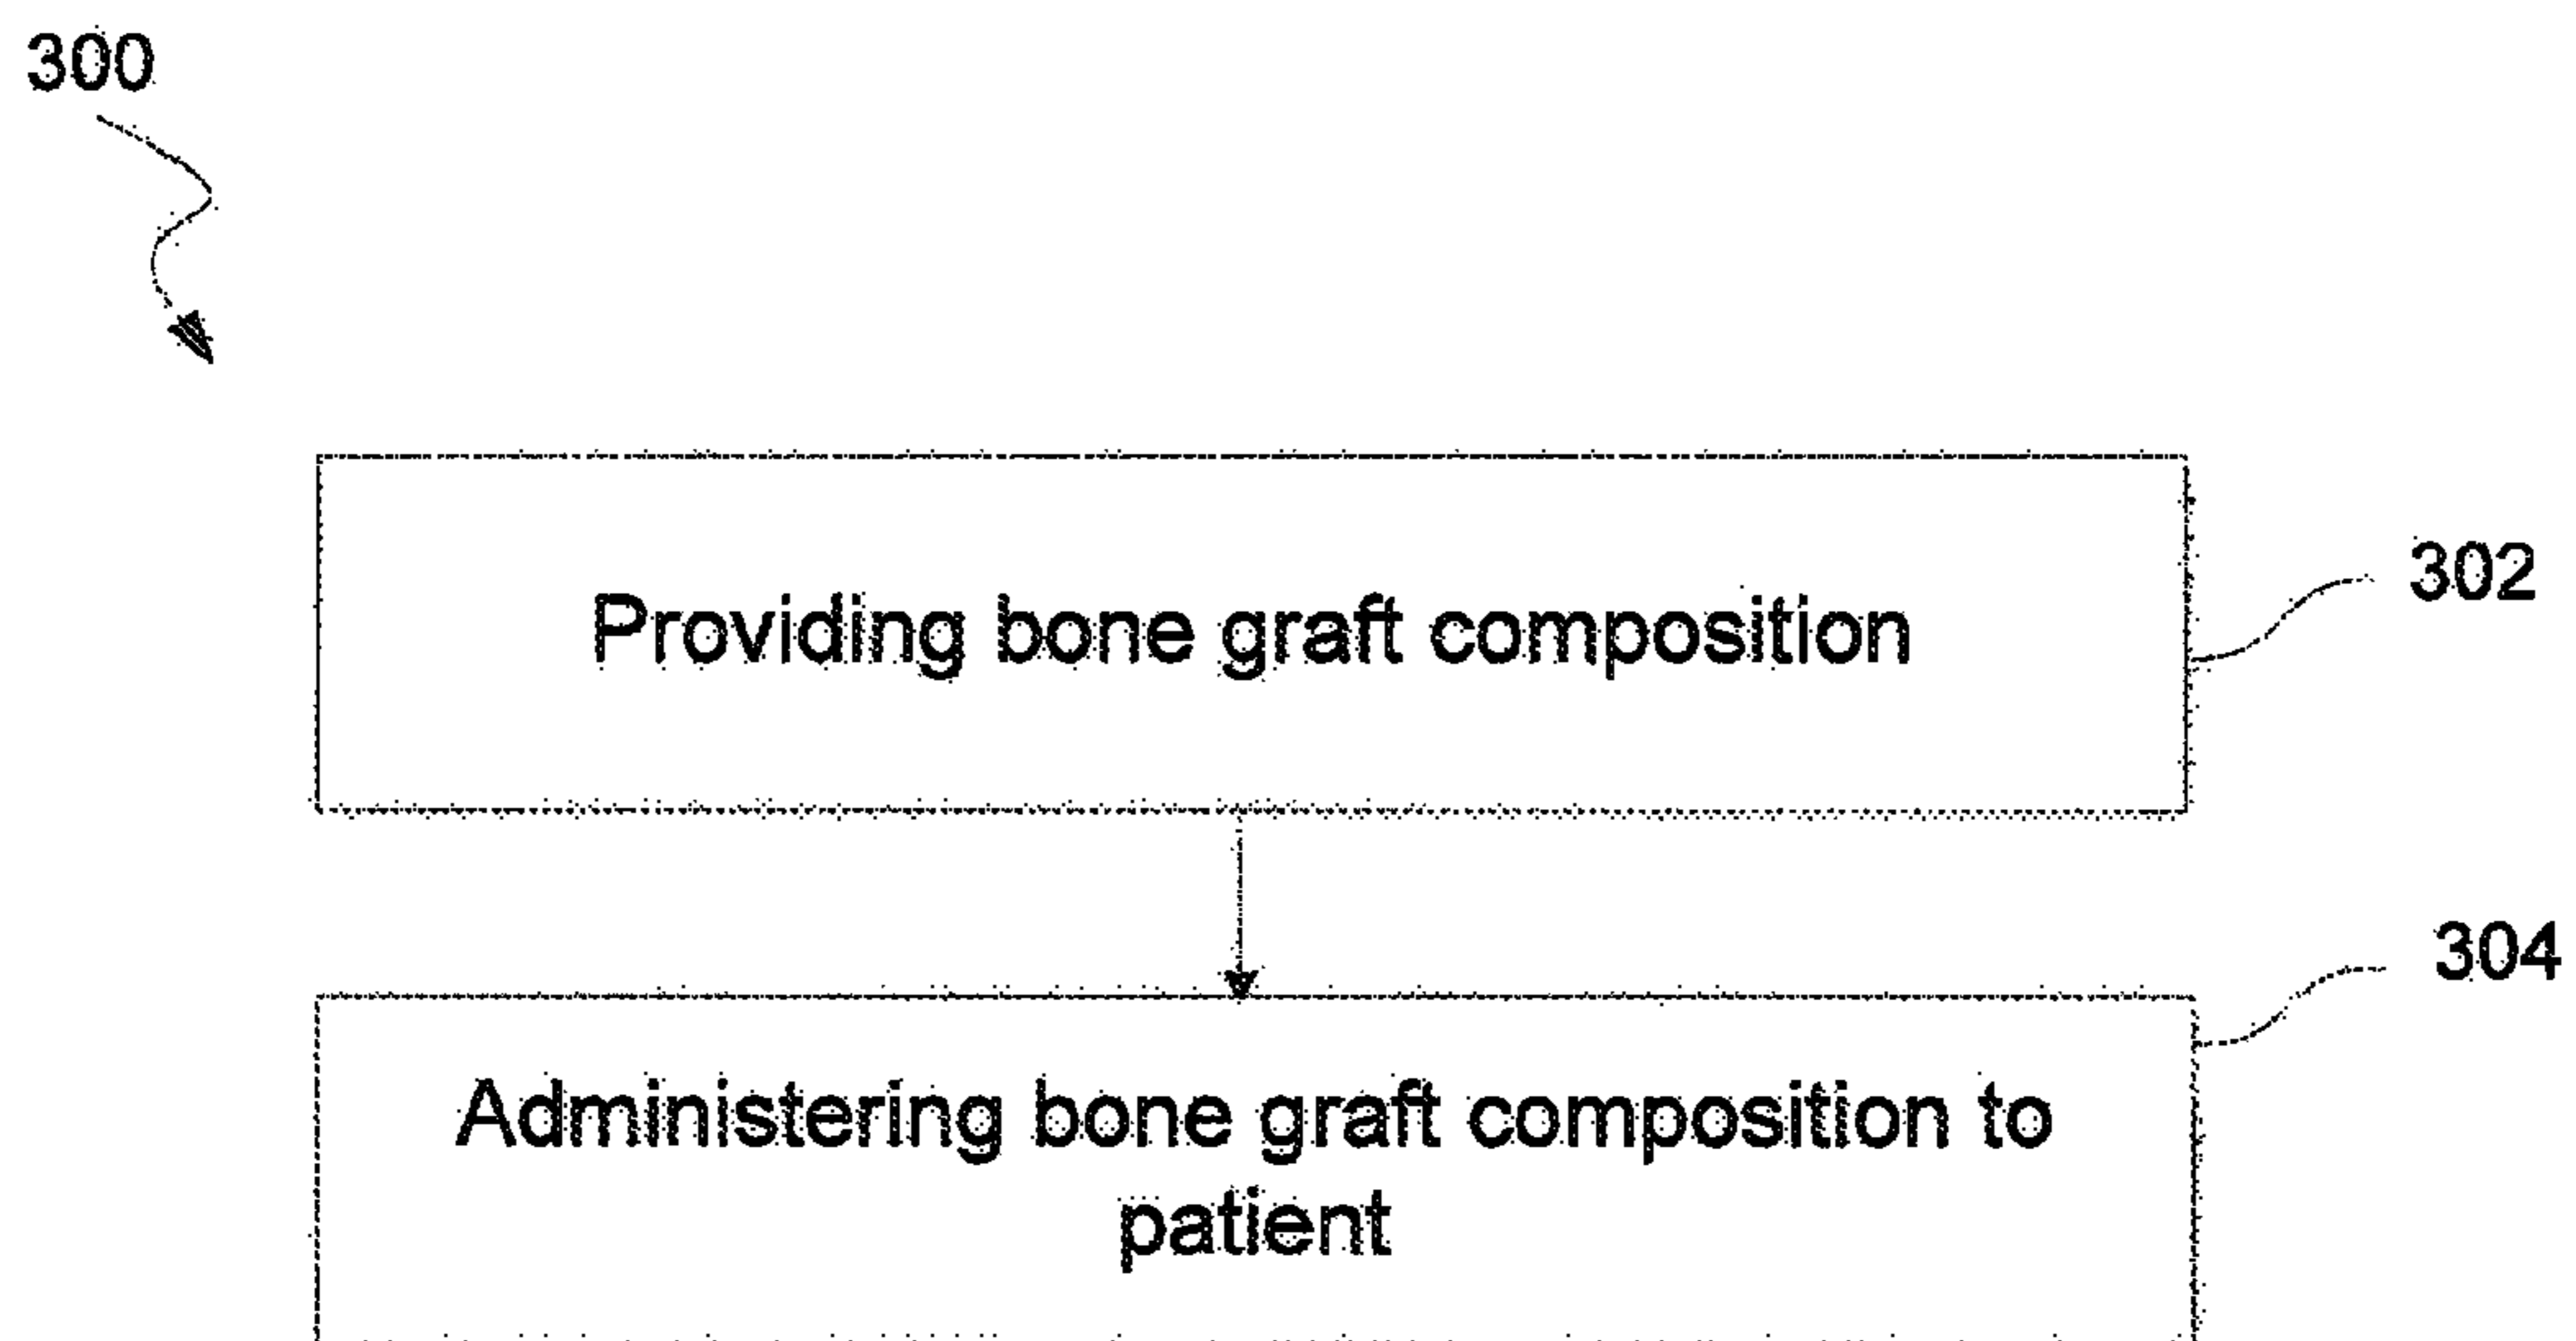 300
Providing bone graft composition
302
304
Administering bone graft composition to
patient